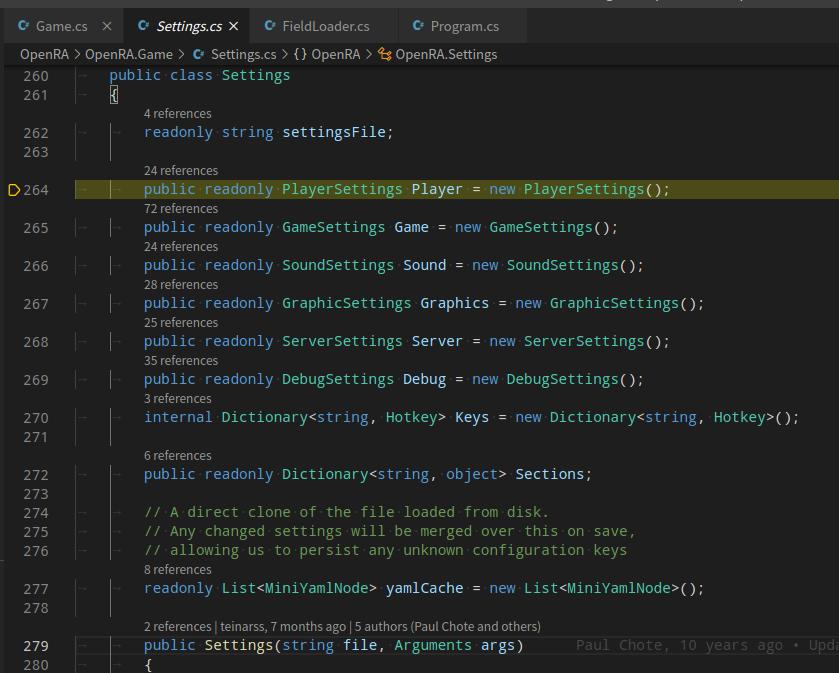 Game.cs Settings.cs FieldLoader.cs Program.cs
OpenRA > OpenRA.Game > Settings.cs > {} OpenRA > OpenRA.Settings
260 public class Settings
261 {
4 references
262 readonly string settingsFile;
263
24 references
264 public readonly PlayerSettings Player = new PlayerSettings();
72 references
265 public readonly GameSettings Game = new GameSettings();
24 references
266 public readonly SoundSettings Sound = new SoundSettings();
28 references
267 public readonly GraphicSettings Graphics = new GraphicSettings();
25 references
268 public readonly ServerSettings Server = new ServerSettings();
35 references
269 public readonly DebugSettings Debug = new DebugSettings();
3 references
270 internal Dictionary<string, Hotkey> Keys = new Dictionary<string, Hotkey>();
271
6 references
272 public readonly Dictionary<string, object> Sections;
273
274 // A direct clone of the file loaded from disk.
275 // Any changed settings will be merged over this on save,
276 // allowing us to persist any unknown configuration keys
8 references
277 readonly List<MiniYamlNode> yamlCache = new List<MiniYamlNode>();
278
2 references | teinarss, 7 months ago | 5 authors (Paul Chote and others)
279 public Settings(string file, Arguments args) Paul Chote, 10 years ago • Upda
280 {